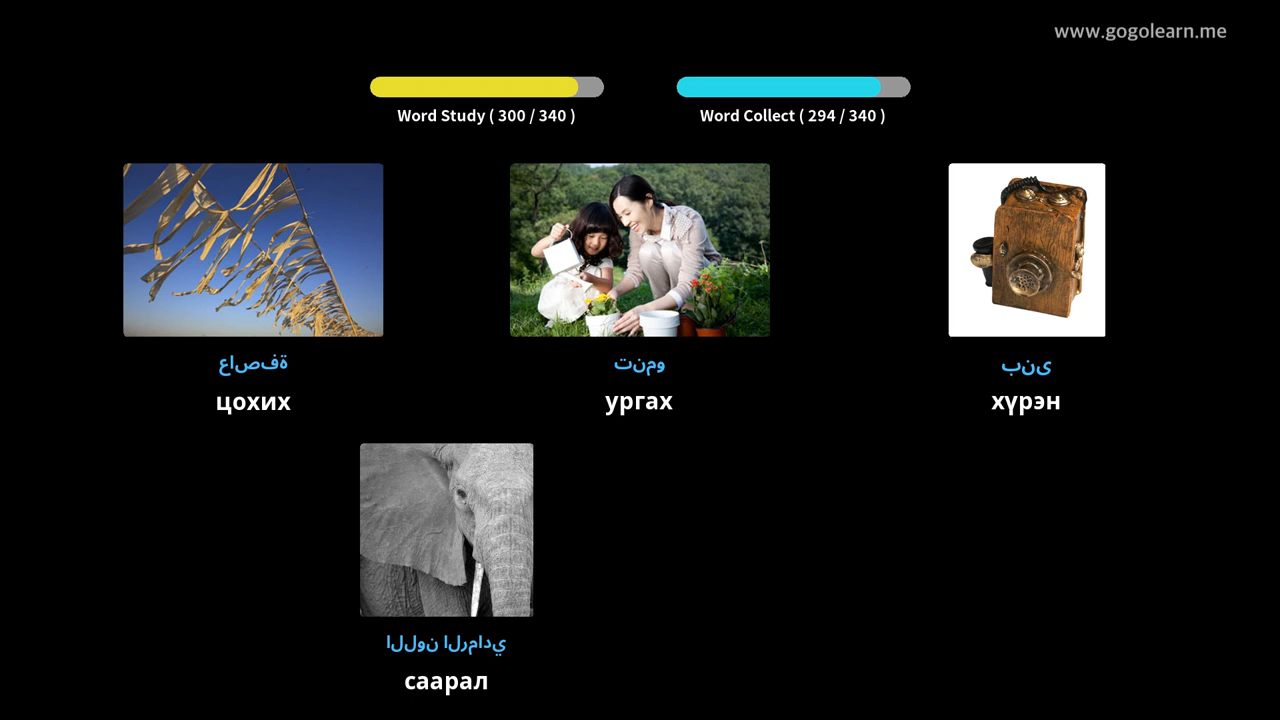 www.gogolearn.me
Word Study ( 300 / 340 )
Word Collect ( 294 / 340 )
عاصفة
цохих
تنمو
ургах
بنى
хүрэн
اللون الرمادي
саарал